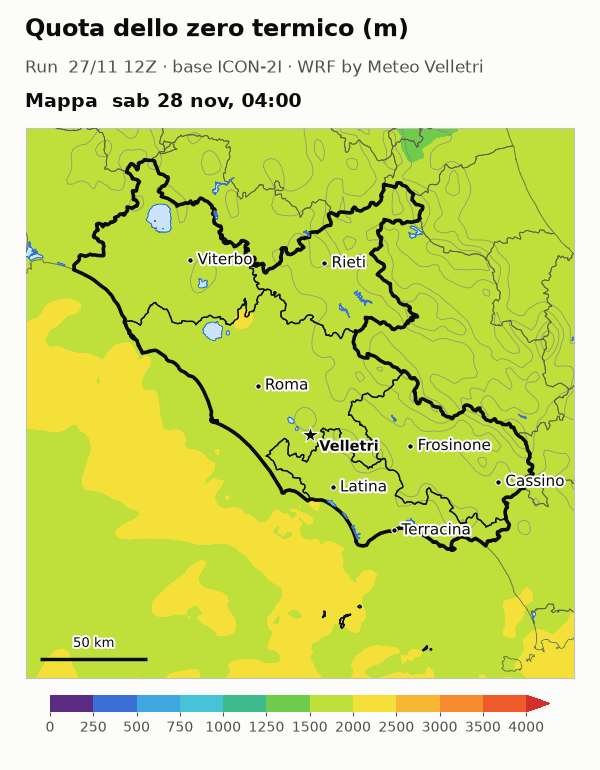 Quota dello zero termico (m)
Run  27/11 12Z · base ICON-2I · WRF by Meteo Velletri
Mappa  sab 28 nov, 04:00
Viterbo
Rieti
Roma
Velletri
Frosinone
Latina
Cassino
Terracina
50 km
0 250 500 750 1000 1250 1500 2000 2500 3000 3500 4000